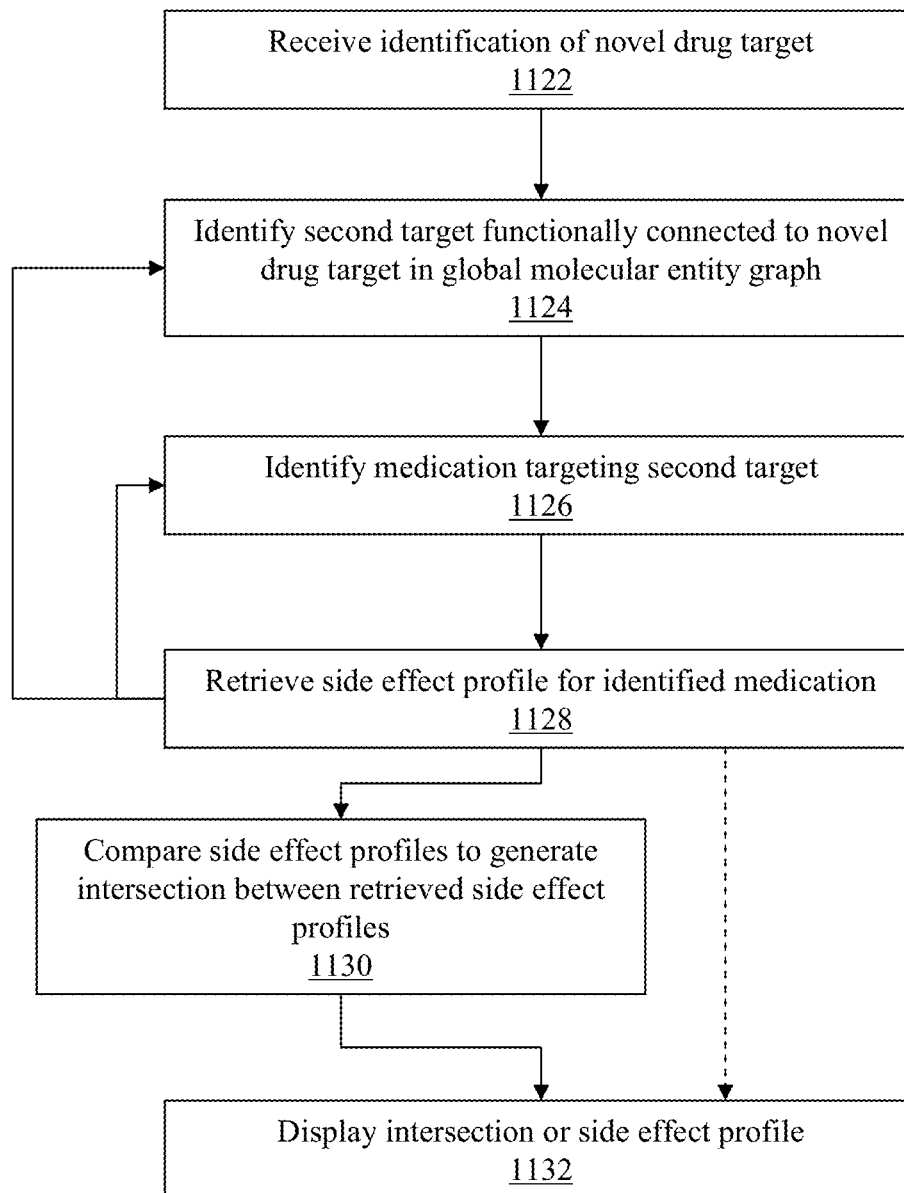 Receive identification of novel drug target
1122
Identify second target functionally connected to novel
drug target in global molecular entity graph
1124
Identify medication targeting second target
1126
Retrieve side effect profile for identified medication
1128
Compare side effect profiles to generate
intersection between retrieved side effect
profiles
1130
Display intersection or side effect profile
1132